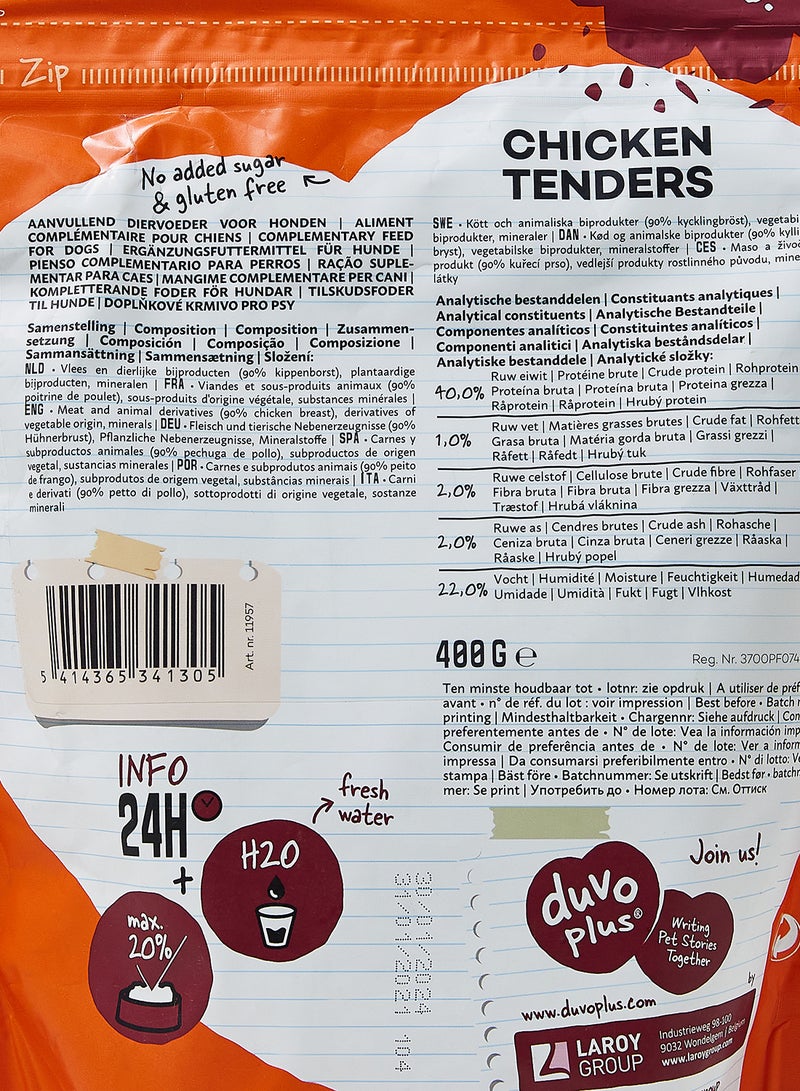 Zip
No added sugar
& gluten free
AANVULLEND DIERVOEDER VOOR HONDEN | ALIMENT
COMPLÉMENTAIRE POUR CHIENS | COMPLEMENTARY FEED
FOR DOGS | ERGÄNZUNGSFUTTERMITTEL FÜR HUNDE |
PIENSO COMPLEMENTARIO PARA PERROS | RAÇÃO SUPLE-
MENTAR PARA CAES | MANGIME COMPLEMENTARE PER CANI |
KOMPLETTERANDE FODER FÖR HUNDAR | TILSKUDSFODER
TIL HUNDE | DOPLŇKOVÉ KRMIVO PRO PSY
Samenstelling | Composition | Composition | Zusammen-
setzung | Composición | Composição | Composizione |
Sammansättning | Sammensætning | Složení:
NLD • Vlees en dierlijke bijproducten (90% kippenborst), plantaardige
bijproducten, mineralen | FRA • Viandes et sous-produits animaux (90%
poitrine de poulet), sous-produits d'origine végétale, substances minérales |
ENG • Meat and animal derivatives (90% chicken breast), derivatives of
vegetable origin, minerals | DEU • Fleisch und tierische Nebenerzeugnisse (90%
Hühnerbrust), Pflanzliche Nebenerzeugnisse, Mineralstoffe | SPA • Carnes y
subproductos animales (90% pechuga de pollo), subproductos de origen
vegetal, sustancias minerales | POR • Carnes e subprodutos animais (90% peito
de frango), subprodutos de origem vegetal, substâncias minerais | ITA • Carni
e derivati (90% petto di pollo), sottoprodotti di origine vegetale, sostanze
minerali
Art. nr. 11957
5 414365 341305
INFO
24H
+
H2O
fresh
water
max.
20%
CHICKEN
TENDERS
SWE • Kött och animaliska biprodukter (90% kycklingbröst), vegetabi
biprodukter, mineraler | DAN • Kød og animalske biprodukter (90% kylli
bryst), vegetabilske biprodukter, mineralstoffer | CES • Maso a živoč
produkt (90% kuřecí prso), vedlejší produkty rostlinného původu, mine
látky
Analytische bestanddelen | Constituants analytiques |
Analytical constituents | Analytische Bestandteile |
Componentes analíticos | Constituintes analíticos |
Componenti analitici | Analytiska beståndsdelar |
Analytiske bestanddele | Analytické složky:
40,0% Ruw eiwit | Protéine brute | Crude protein | Rohprotein
Proteína bruta | Proteína bruta | Proteina grezza |
Råprotein | Råprotein | Hrubý protein
1,0% Ruw vet | Matières grasses brutes | Crude fat | Rohfett
Grasa bruta | Matéria gorda bruta | Grassi grezzi |
Råfett | Råfedt | Hrubý tuk
2,0% Ruwe celstof | Cellulose brute | Crude fibre | Rohfaser
Fibra bruta | Fibra bruta | Fibra grezza | Växttråd |
Træstof | Hrubá vláknina
2,0% Ruwe as | Cendres brutes | Crude ash | Rohasche |
Ceniza bruta | Cinza bruta | Ceneri grezze | Råaska |
Råaske | Hrubý popel
22,0% Vocht | Humidité | Moisture | Feuchtigkeit | Humedad
Umidade | Umidità | Fukt | Fugt | Vlhkost
400 G e
Reg. Nr. 3700PF074
Ten minste houdbaar tot • lotnr: zie opdruk | A utiliser de préf
avant • n° de réf. du lot : voir impression | Best before • Batch n
printing | Mindesthaltbarkeit • Chargennr: Siehe aufdruck | Con
preferentemente antes de • N° de lote: Vea la información imp
Consumir de preferência antes de • N° de lote: Ver a inform
impressa | Da consumarsi preferibilmente entro • N° di lotto: Ve
stampa | Bäst före • Batchnummer: Se utskrift | Bedst før • batchn
mer: Se print | Употребить до • Номер лота: См. Оттиск
Join us!
duvo
plus®
Writing
Pet Stories
Together
by
www.duvoplus.com
LAROY
GROUP
Industrieweg 98-100
9032 Wondelgem / Belgium
www.laroygroup.com